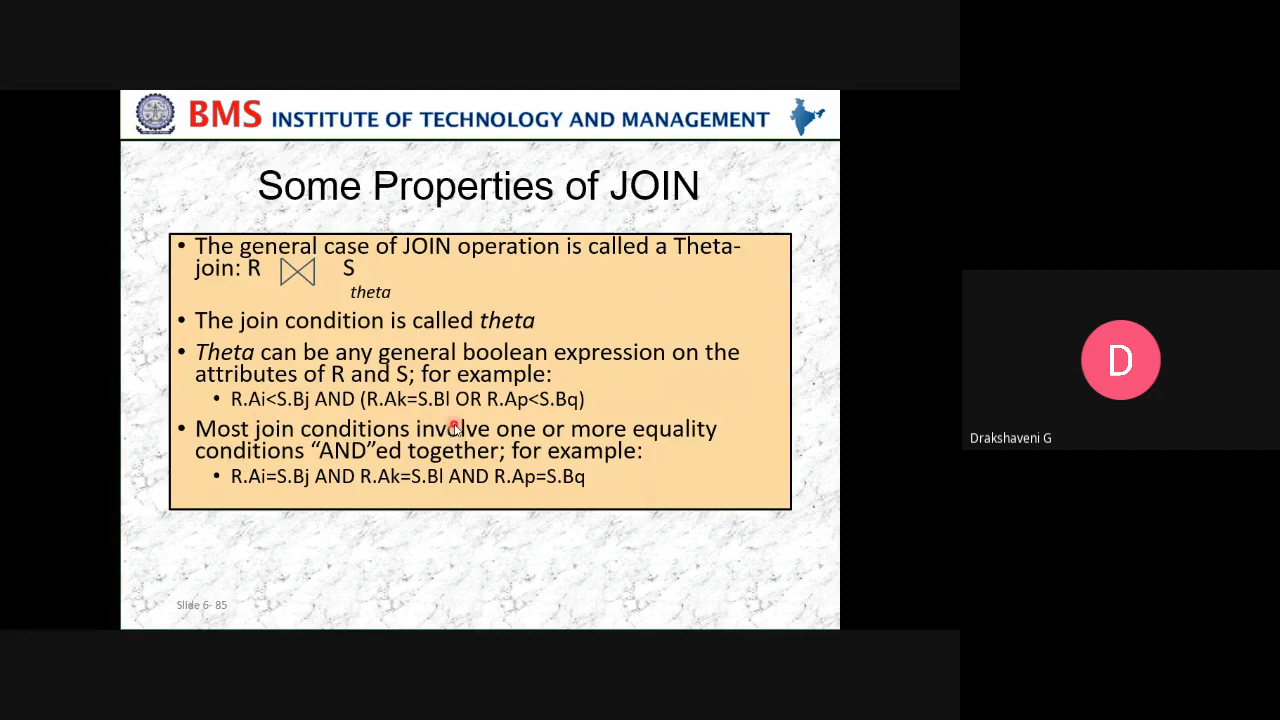 BMS INSTITUTE OF TECHNOLOGY AND MANAGEMENT
Some Properties of JOIN
• The general case of JOIN operation is called a Theta-
join: R S
theta
• The join condition is called theta
• Theta can be any general boolean expression on the
attributes of R and S; for example:
• R.Ai<S.Bj AND (R.Ak=S.Bl OR R.Ap<S.Bq)
• Most join conditions involve one or more equality
conditions “AND”ed together; for example:
• R.Ai=S.Bj AND R.Ak=S.Bl AND R.Ap=S.Bq
Slide 6- 85
D
Drakshaveni G